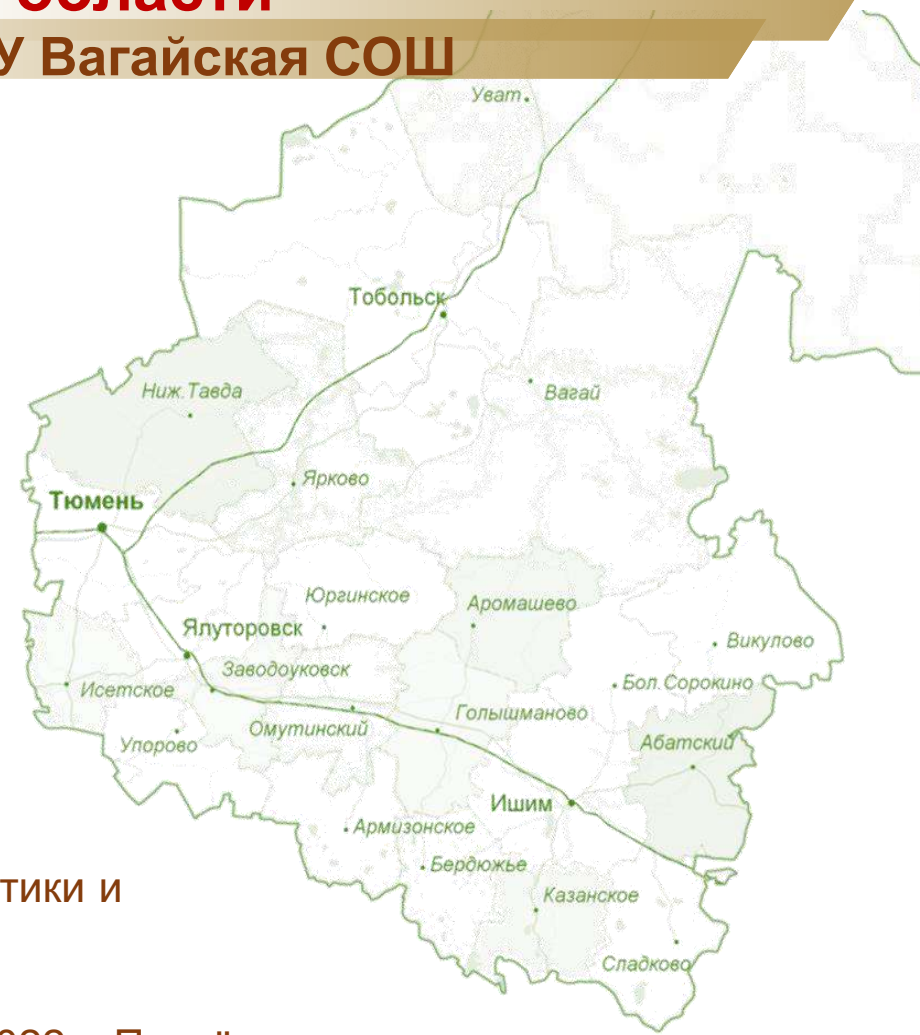 области
У Вагайская СОШ
Уват
Тобольск
Ниж.Тавда
Вагай
Ярково
Тюмень
Юргинское
Аромашево
Ялуторовск
Викулово
Заводоуковск
Исетское
Бол.Сорокино
Голышманово
Омутинский
Упорово
Абатский
Ишим
Армизонское
Бердюжье
тики и
Казанское
Сладково